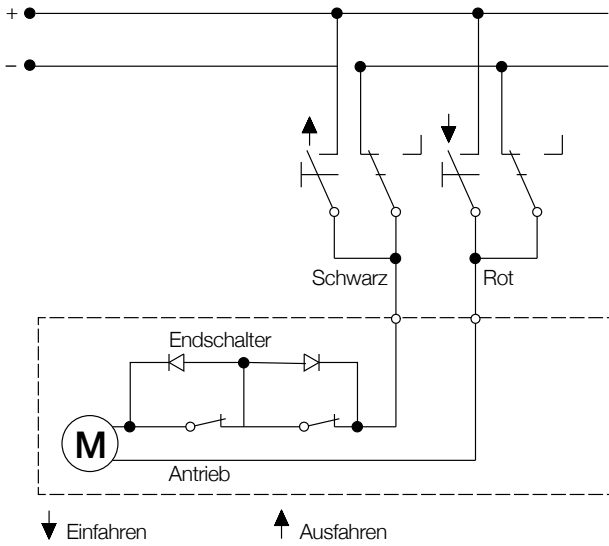 +
−
Schwarz
Rot
Endschalter
M
Antrieb
Einfahren
Ausfahren